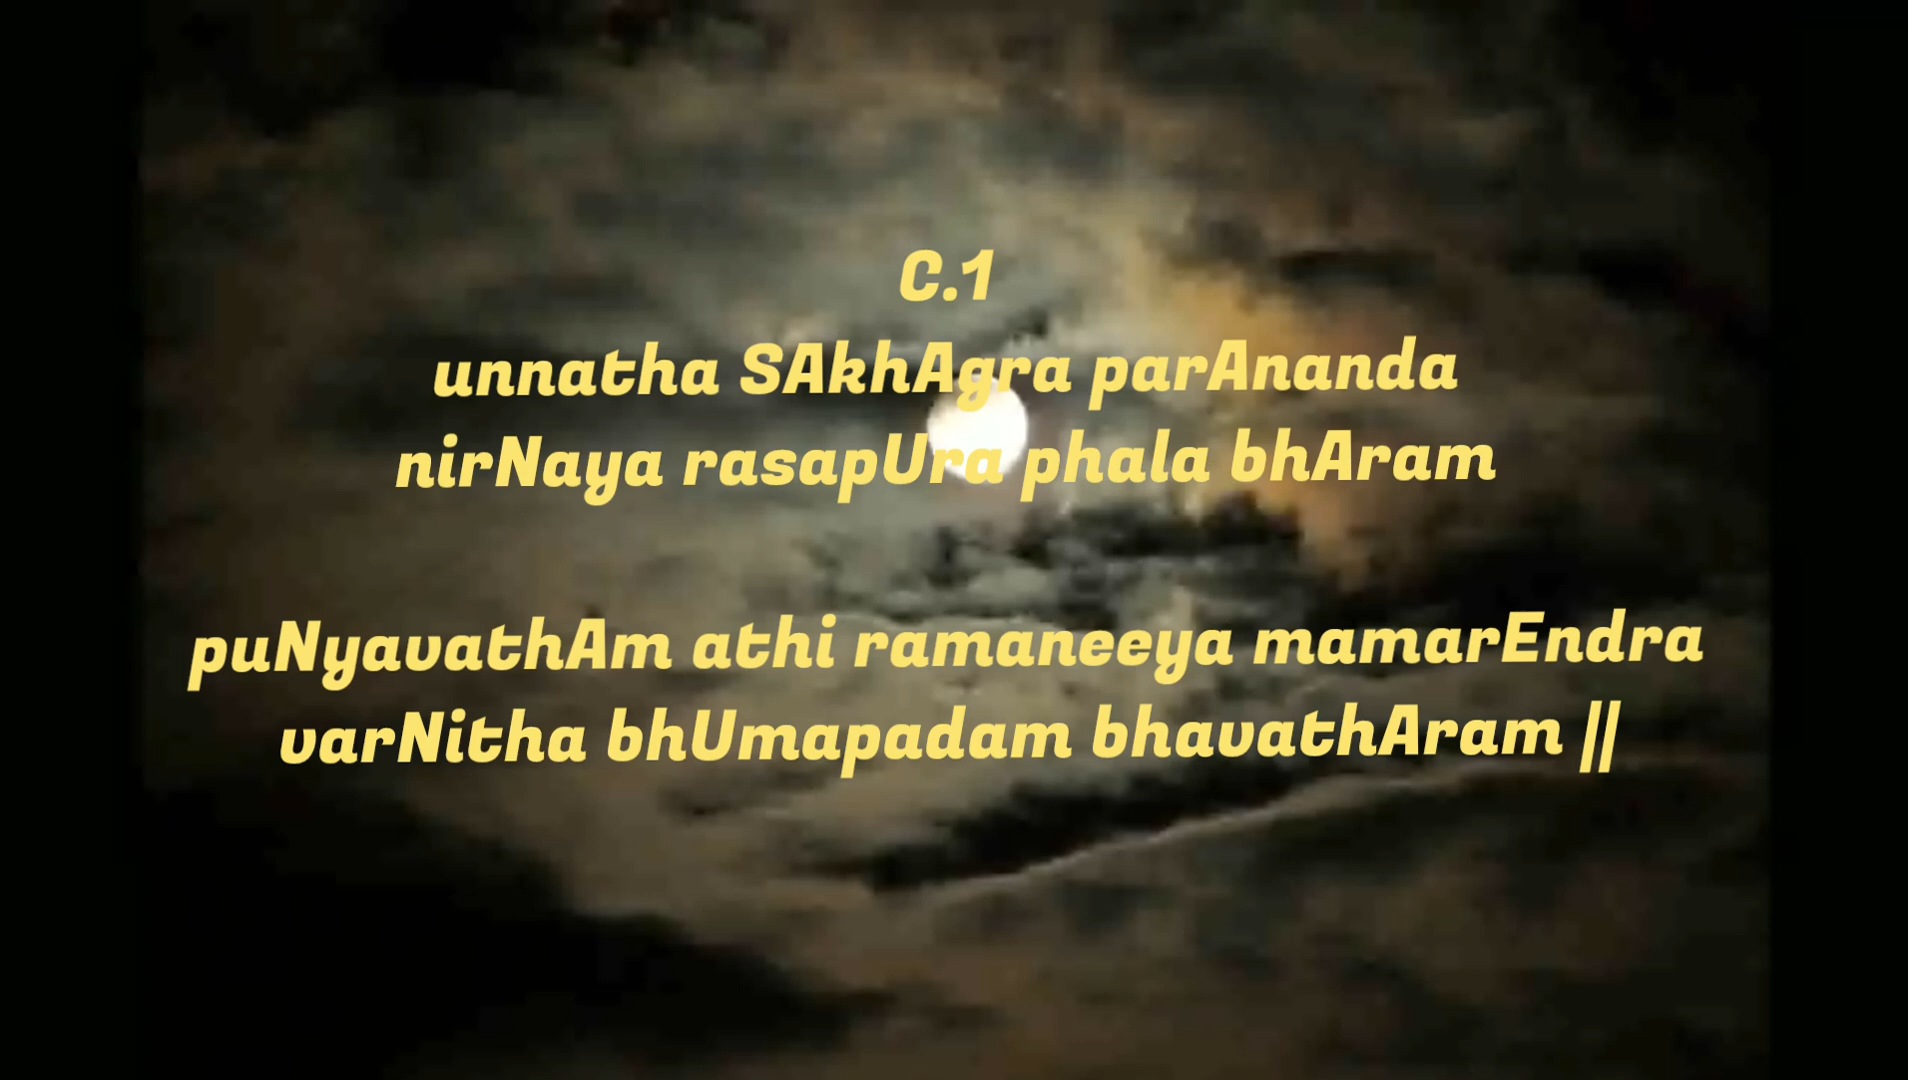 C.1
unnatha SAkhAgra parAnanda
nirNaya rasapUra phala bhAram
puNyavathAm athi ramaneeya mamarEndra
varNitha bhUmapadam bhavathAram ||